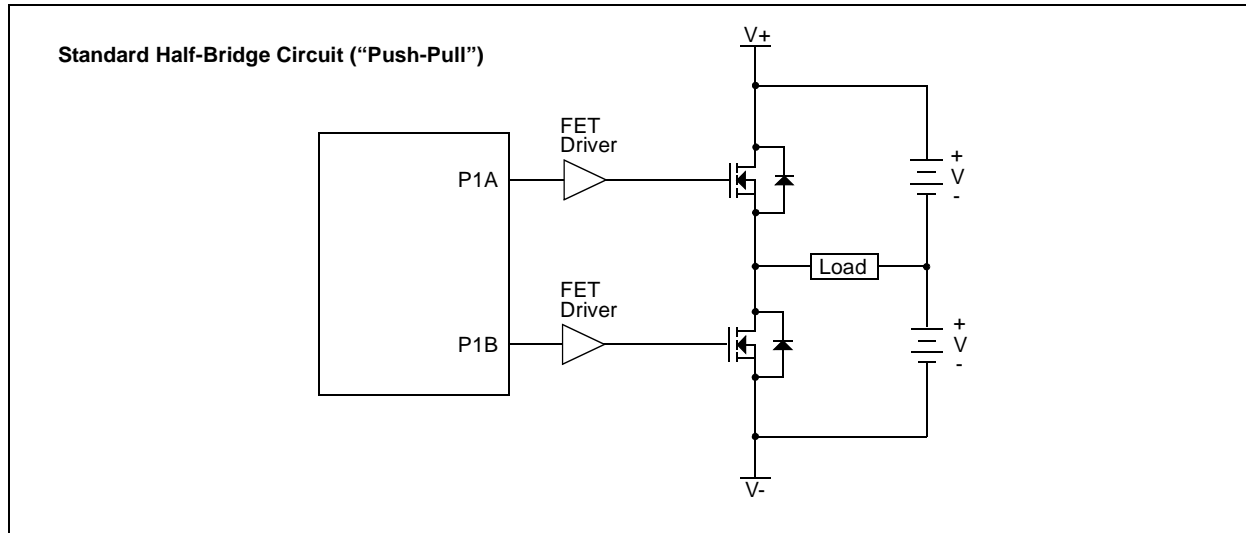 Standard Half-Bridge Circuit (“Push-Pull”)
V+
FET
Driver
P1A
+
V
-
Load
FET
Driver
P1B
+
V
-
V-